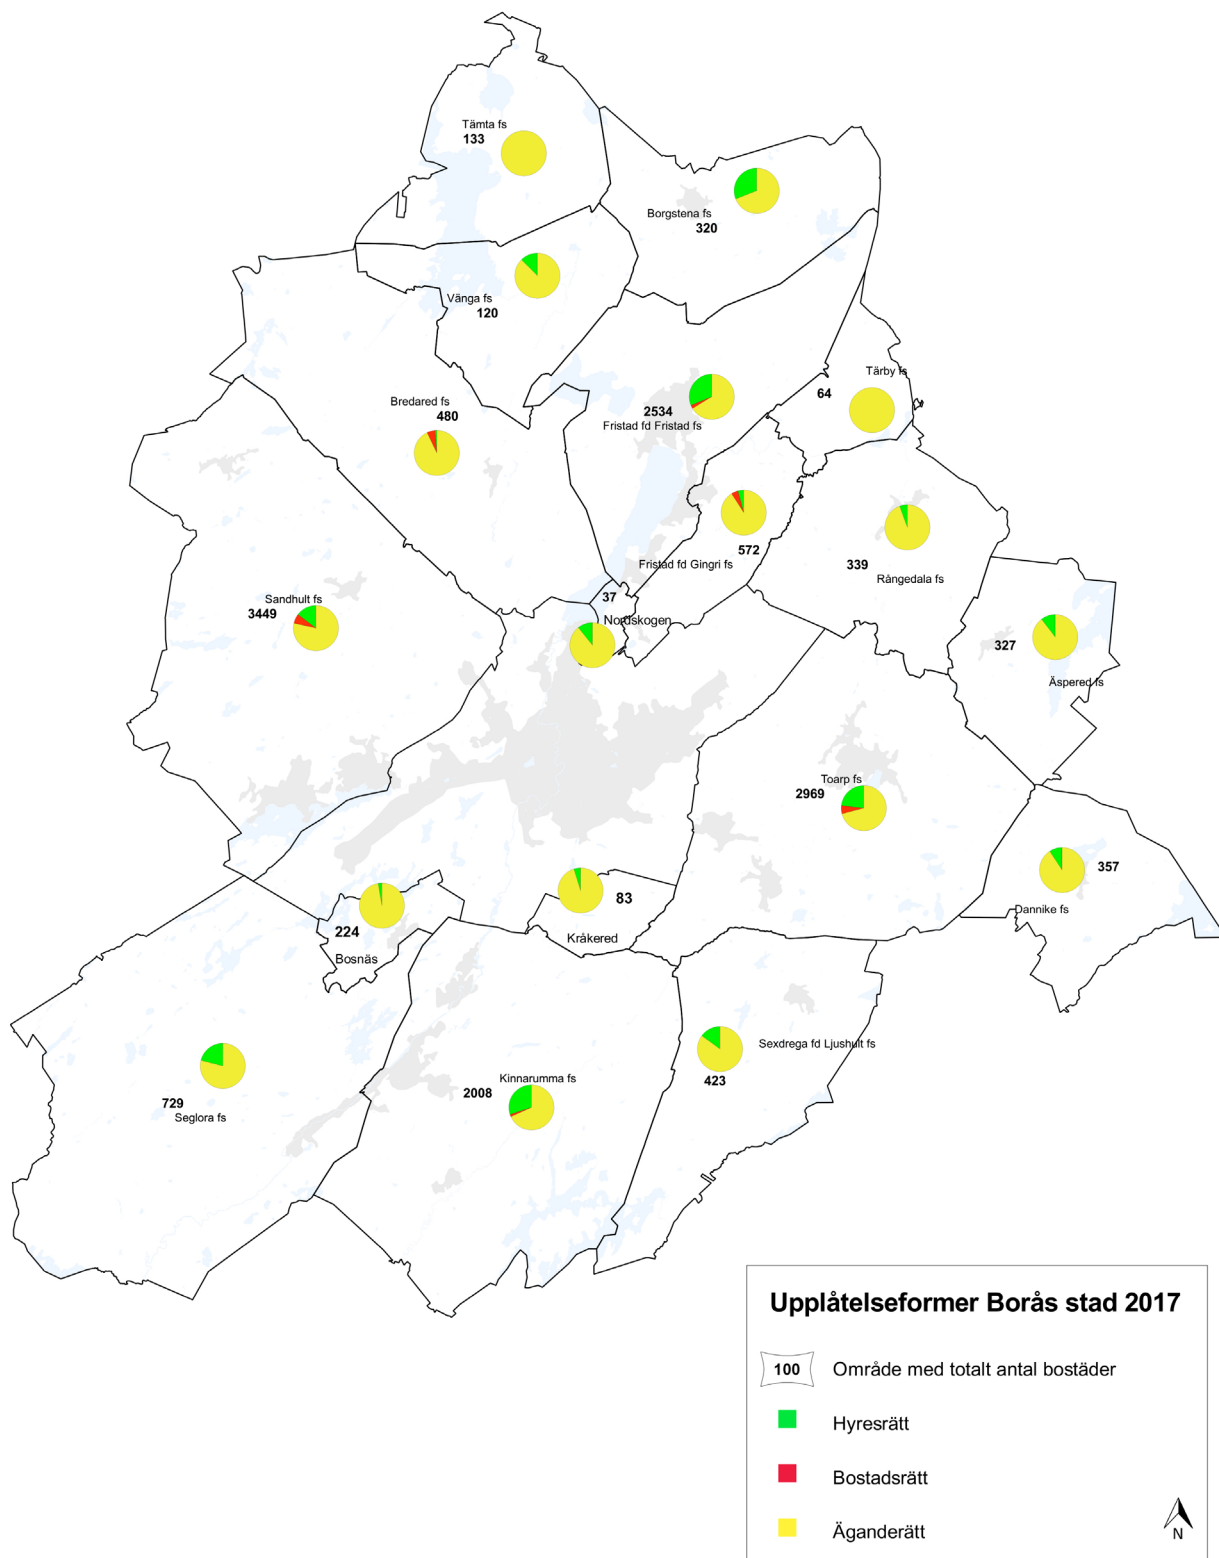 Tämta fs
133
Borgstena fs
320
Vänga fs
120
Tärby fs
64
Bredared fs
480
2534
Fristad fd Fristad fs
572
Fristad fd Gingri fs
339
Rångedala fs
37
Nordskogen
Sandhult fs
3449
327
Äspered fs
Toarp fs
2969
357
Dannike fs
83
Kråkered
224
Bosnäs
Sexdrega fd Ljushult fs
423
Kinnarumma fs
2008
729
Seglora fs
Upplåtelseformer Borås stad 2017
100 Område med totalt antal bostäder
Hyresrätt
Bostadsrätt
Äganderätt
N